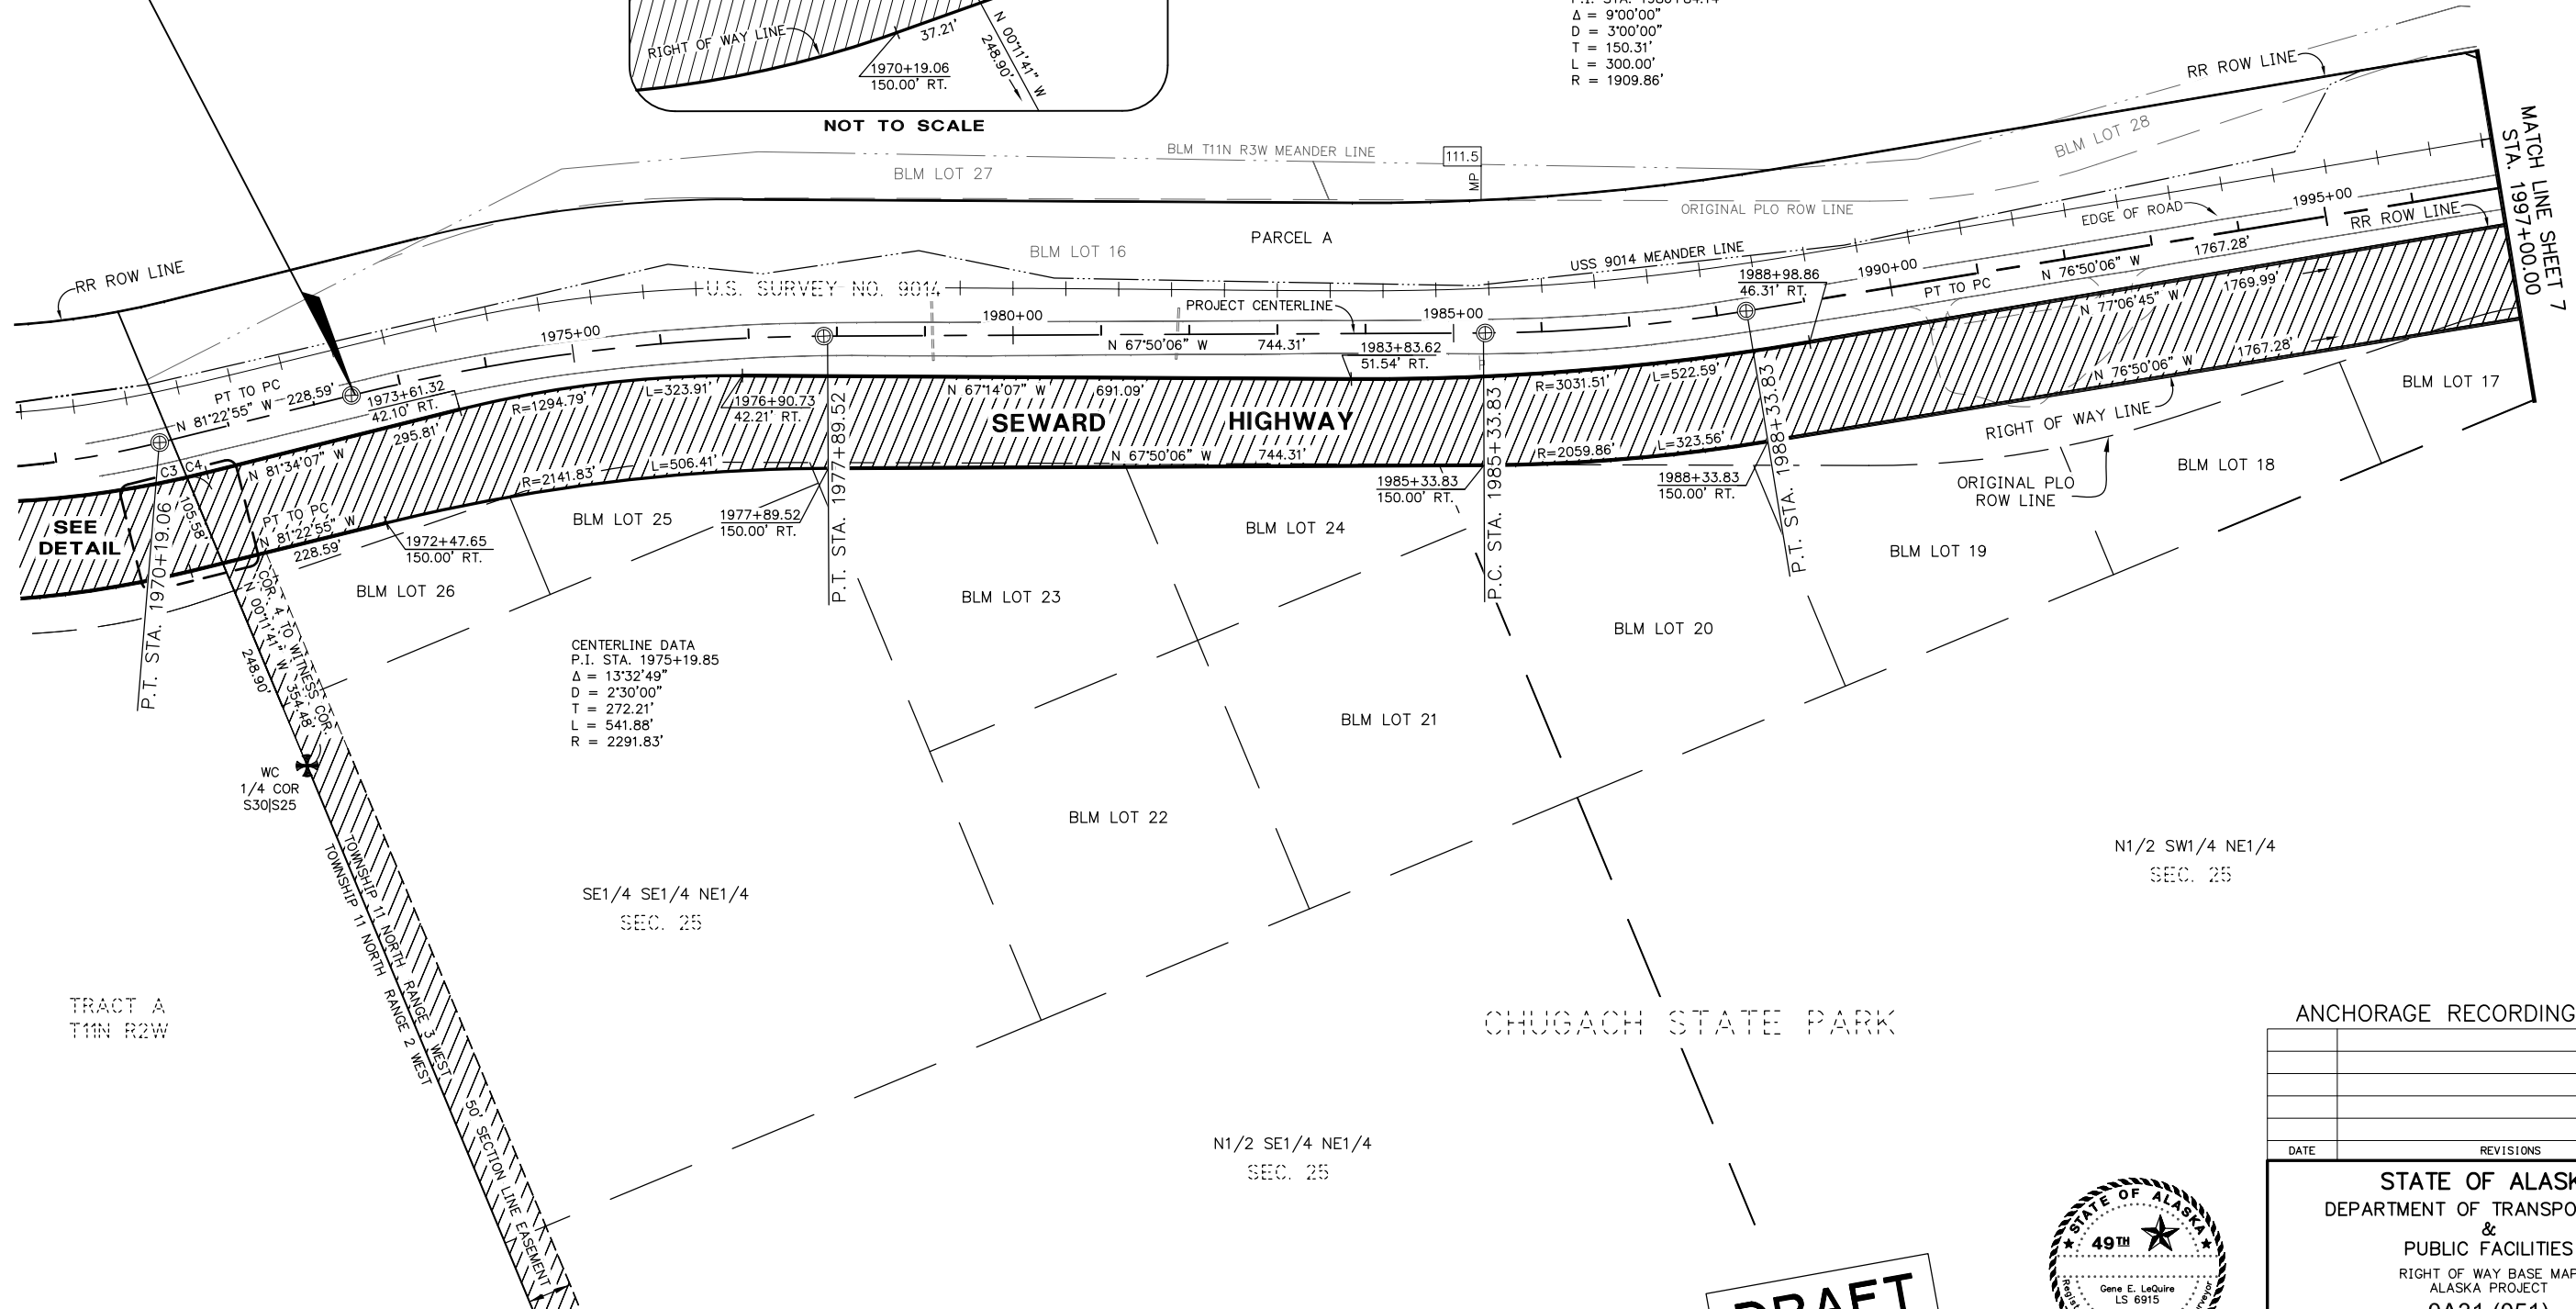 RIGHT OF WAY LINE
37.21'
1970+19.06
150.00' RT.
N 00°11'41" W
248.90'
NOT TO SCALE
Δ = 9°00'00"
D = 3°00'00"
T = 150.31'
L = 300.00'
R = 1909.86'
RR ROW LINE
BLM LOT 28
MATCH LINE SHEET 7
STA. 1997+00.00
BLM T11N R3W MEANDER LINE
111.5
MP
BLM LOT 27
ORIGINAL PLO ROW LINE
PARCEL A
BLM LOT 16
RR ROW LINE
USS 9014 MEANDER LINE
EDGE OF ROAD
1995+00
RR ROW LINE
U.S. SURVEY NO. 9014
PROJECT CENTERLINE
1975+00
1980+00
1985+00
1988+98.86
46.31' RT.
1990+00
PT TO PC
N 76°50'06" W
1767.28'
N 67°50'06" W
744.31'
1983+83.62
51.54' RT.
N 77°06'45" W
1769.99'
PT TO PC
N 81°22'55" W
228.59'
1973+61.32
42.10' RT.
R=1294.79'
L=323.91'
1976+90.73
42.21' RT.
N 67°14'07" W
691.09'
R=3031.51'
L=522.59'
N 76°50'06" W
1767.28'
SEWARD HIGHWAY
BLM LOT 17
C3 C4
N 81°34'07" W
295.81'
R=2141.83'
L=506.41'
N 67°50'06" W
744.31'
R=2059.86'
L=323.56'
RIGHT OF WAY LINE
BLM LOT 18
SEE
DETAIL
105.58'
PT TO PC
N 81°22'55" W
228.59'
1972+47.65
150.00' RT.
BLM LOT 25
1977+89.52
150.00' RT.
BLM LOT 24
1985+33.83
150.00' RT.
1988+33.83
150.00' RT.
ORIGINAL PLO
ROW LINE
P.T. STA. 1970+19.06
P.T. STA. 1977+89.52
P.C. STA. 1985+33.83
P.T. STA. 1988+33.83
BLM LOT 19
BLM LOT 26
BLM LOT 23
BLM LOT 20
COR. 4 TO WITNESS COR.
N 00°11'41" W 354.48'
248.90'
CENTERLINE DATA
P.I. STA. 1975+19.85
Δ = 13°32'49"
D = 2°30'00"
T = 272.21'
L = 541.88'
R = 2291.83'
BLM LOT 21
WC
1/4 COR
S30|S25
BLM LOT 22
TOWNSHIP 11 NORTH RANGE 3 WEST
TOWNSHIP 11 NORTH RANGE 2 WEST
50' SECTION LINE EASEMENT
SE1/4 SE1/4 NE1/4
SEC. 25
N1/2 SW1/4 NE1/4
SEC. 25
TRACT A
T11N R2W
CHUGACH STATE PARK
N1/2 SE1/4 NE1/4
SEC. 25
ANCHORAGE RECORDING
DATE
REVISIONS
STATE OF ALASK
DEPARTMENT OF TRANSPO
&
PUBLIC FACILITIES
RIGHT OF WAY BASE MAP
ALASKA PROJECT
STATE OF ALASKA
49TH
Gene E. LeQuire
LS 6915
DRAFT